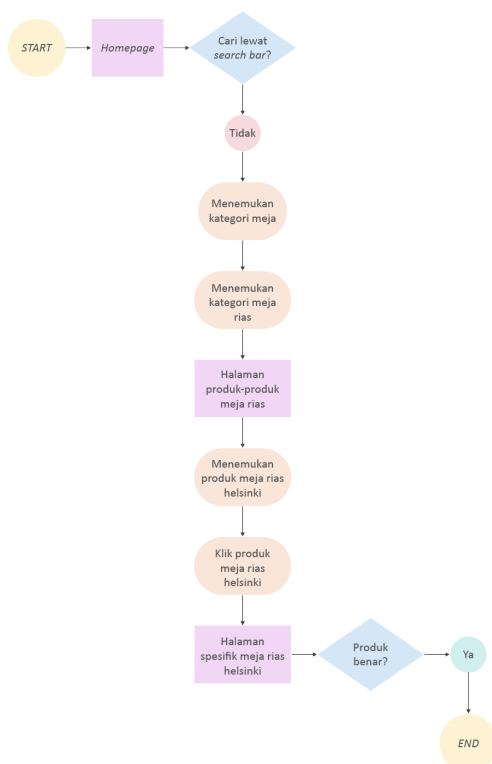 START
Homepage
Cari lewat
search bar?
Tidak
Menemukan
kategori meja
Menemukan
kategori meja
rias
Halaman
produk-produk
meja rias
Menemukan
produk meja rias
helsinki
Klik produk
meja rias
helsinki
Halaman
spesifik meja rias
helsinki
Produk
benar?
Ya
END